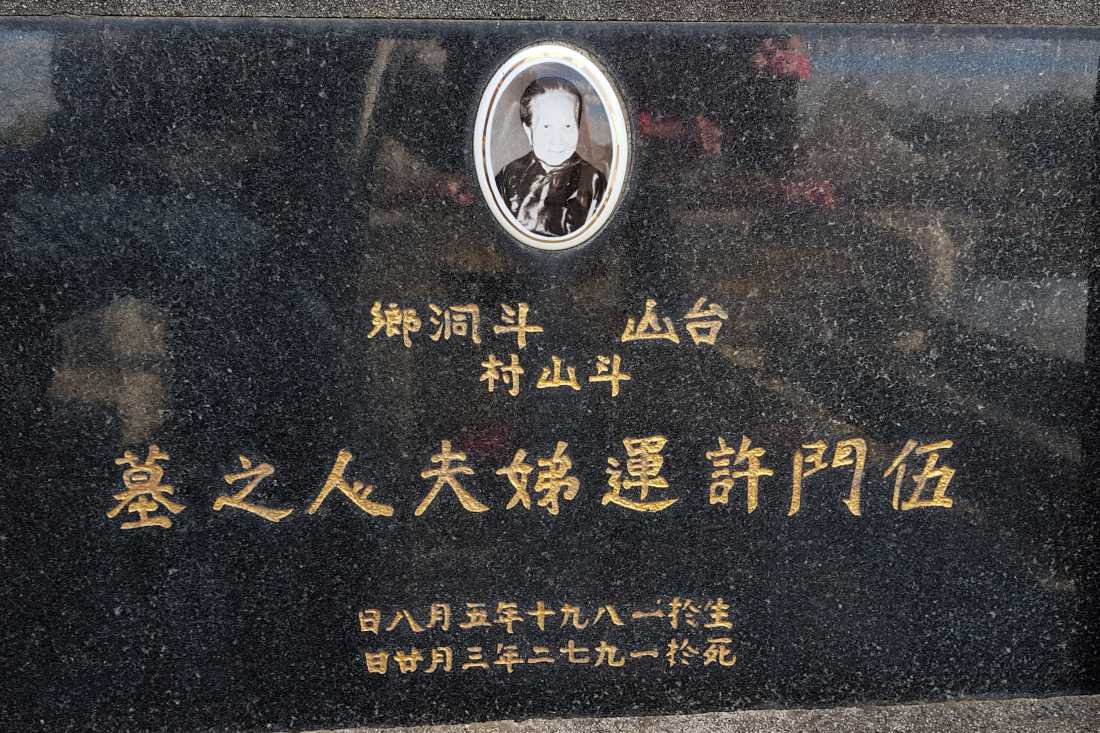 台山 斗洞鄉
斗山村
伍門許運娣夫人之墓
生於一八九十年五月八日
死於一九七二年三月廿日